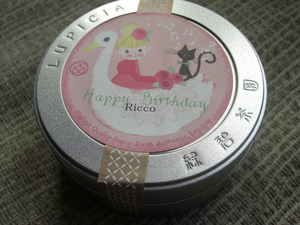 LUPICIA
Happy Birthday
Ricco
緑碧茶園